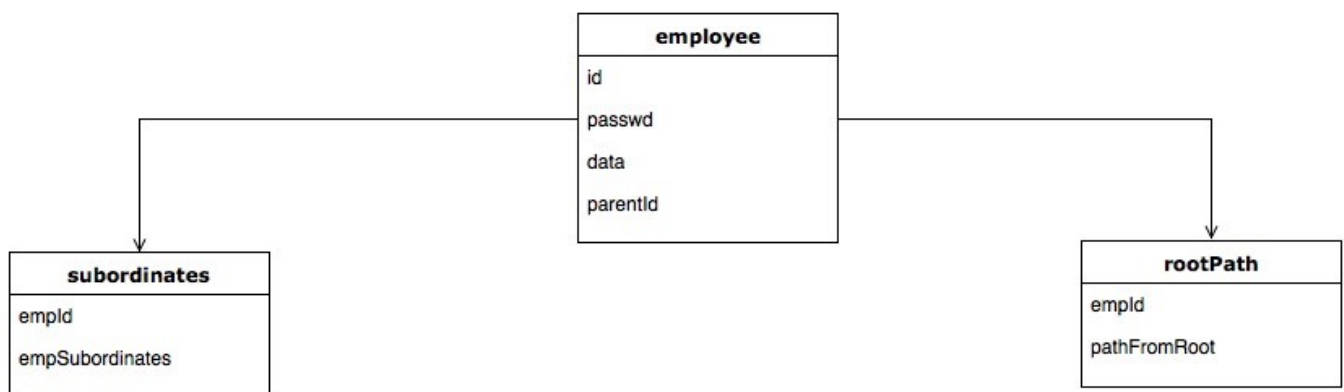 employee
id
passwd
data
parentId
subordinates
empId
empSubordinates
rootPath
empId
pathFromRoot